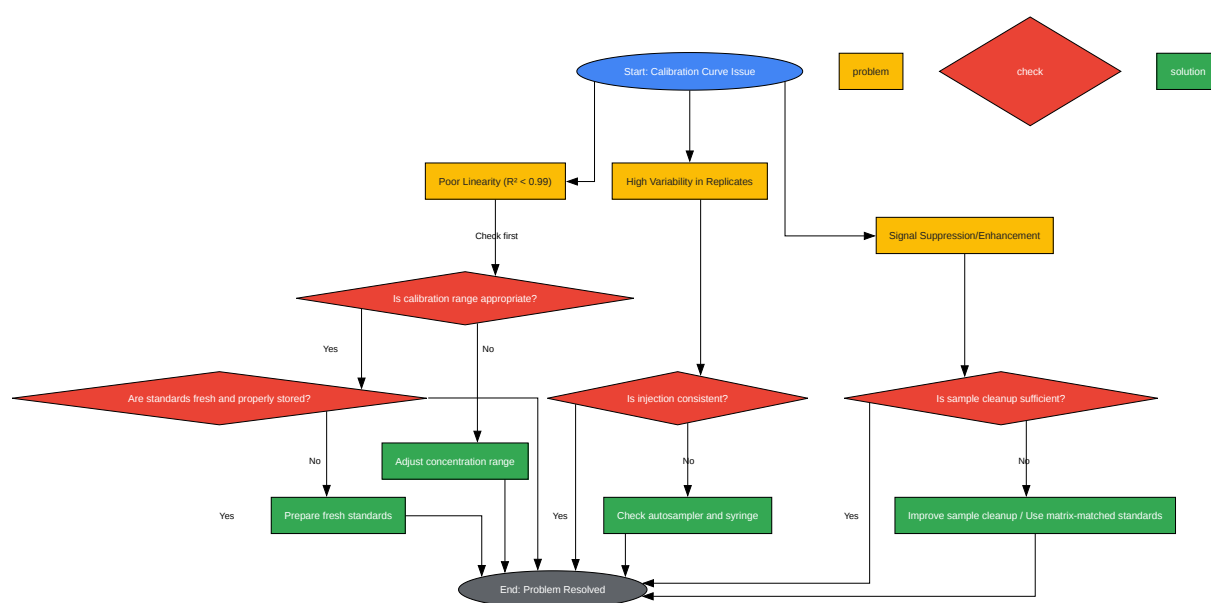 Start: Calibration Curve Issue
problem
check
solution
Poor Linearity (R² < 0.99)
High Variability in Replicates
Signal Suppression/Enhancement
Check first
Is calibration range appropriate?
Yes
No
Are standards fresh and properly stored?
Is injection consistent?
Is sample cleanup sufficient?
No
Adjust concentration range
No
No
Yes
Prepare fresh standards
Yes
Check autosampler and syringe
Yes
Improve sample cleanup / Use matrix-matched standards
End: Problem Resolved